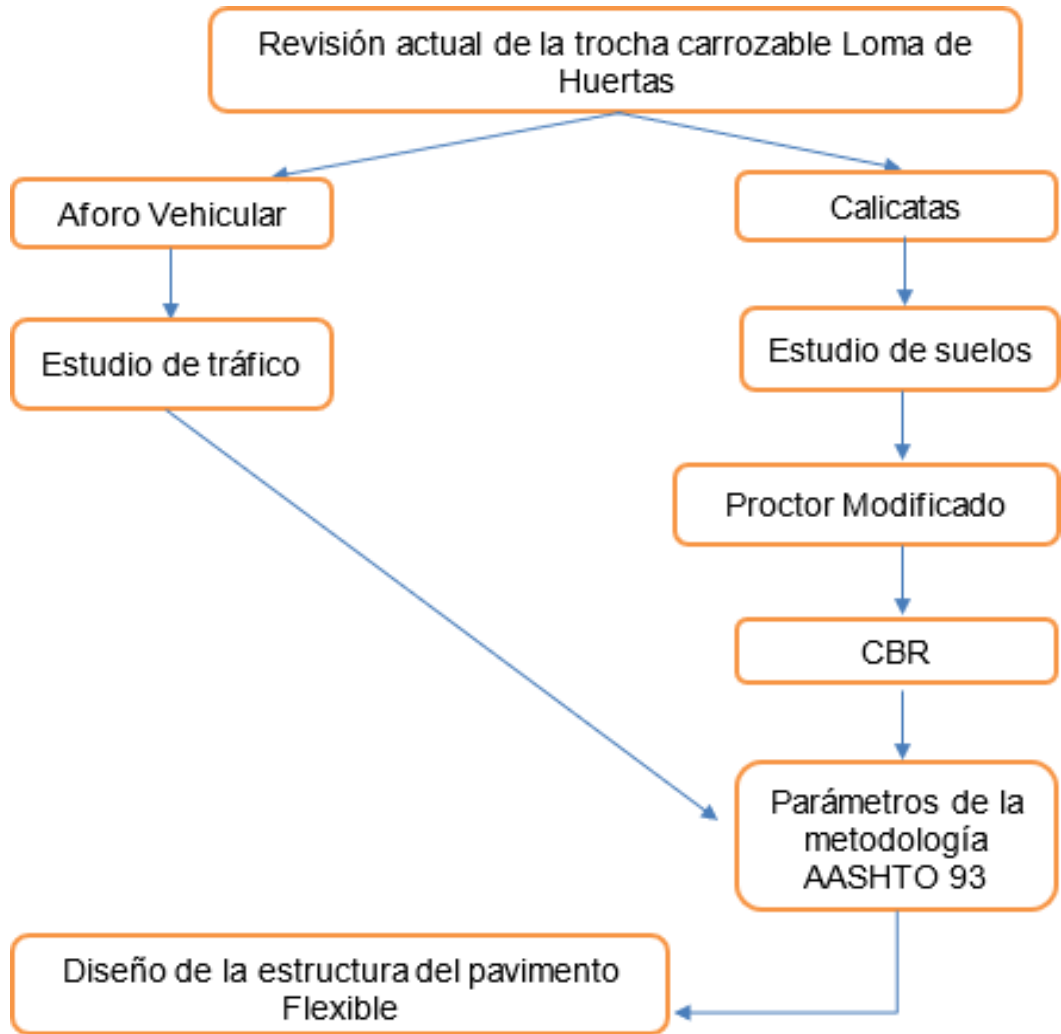 Revisión actual de la trocha carrozable Loma de
Huertas
Aforo Vehicular
Calicatas
Estudio de tráfico
Estudio de suelos
Proctor Modificado
CBR
Parámetros de la
metodología
AASHTO 93
Diseño de la estructura del pavimento
Flexible